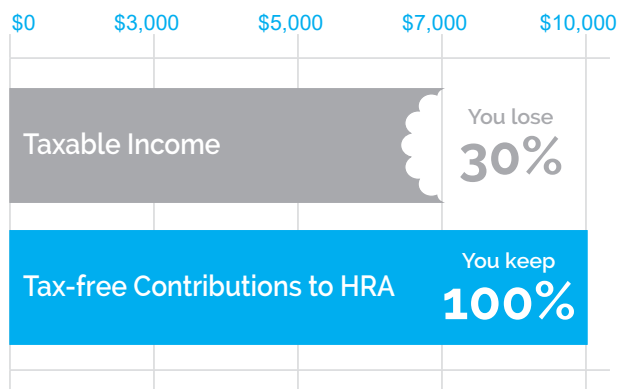 $0 $3,000 $5,000 $7,000 $10,000
Taxable Income
You lose
30%
Tax-free Contributions to HRA
You keep
100%